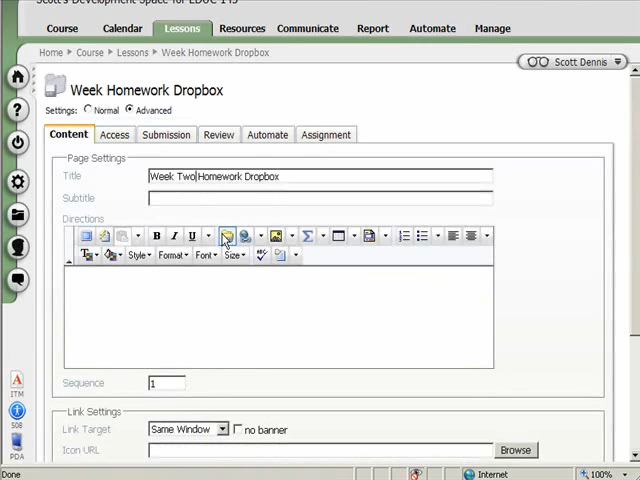 Scott's Development Space for EDUC 145
Course Calendar Lessons Resources Communicate Report Automate Manage
Home » Course » Lessons » Week Homework Dropbox
Scott Dennis
Week Homework Dropbox
Settings: Normal Advanced
Content Access Submission Review Automate Assignment
Page Settings
Title Week Two Homework Dropbox
Subtitle
Directions
B I U Σ
T Style Format Font Size ABC
Sequence 1
Link Settings
Link Target Same Window no banner
Icon URL Browse
ITM
508
PDA
Done Internet 100%